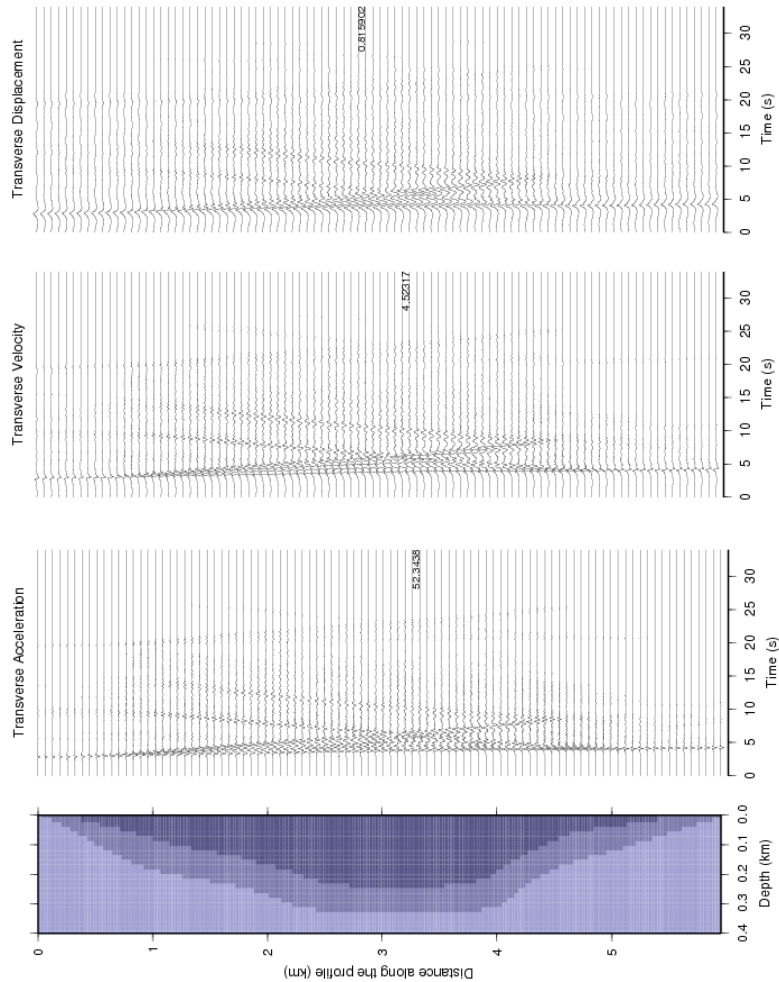 Transverse Displacement
0.815902
0 5 10 15 20 25 30
Time (s)
Transverse Velocity
4.52317
0 5 10 15 20 25 30
Time (s)
Transverse Acceleration
52.3438
0 5 10 15 20 25 30
Time (s)
0.0 0.1 0.2 0.3 0.4
Depth (km)
0 1 2 3 4 5
Distance along the profile (km)